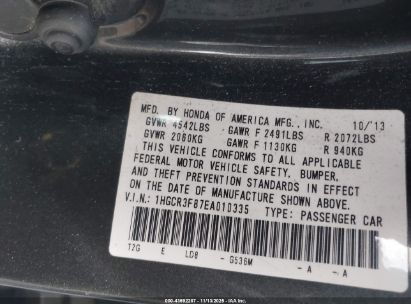 MFD. BY HONDA OF AMERICA MFG., INC. 10/13
GVWR 4542LBS GAWR F 2491LBS R 2072LBS
GVWR 2060KG GAWR F 1130KG R 940KG
THIS VEHICLE CONFORMS TO ALL APPLICABLE
FEDERAL MOTOR VEHICLE SAFETY, BUMPER,
AND THEFT PREVENTION STANDARDS IN EFFECT
ON THE DATE OF MANUFACTURE SHOWN ABOVE.
V.I.N.: 1HGCR3F87EA010335 TYPE: PASSENGER CAR
T2G E LD8 - G536M - A - A